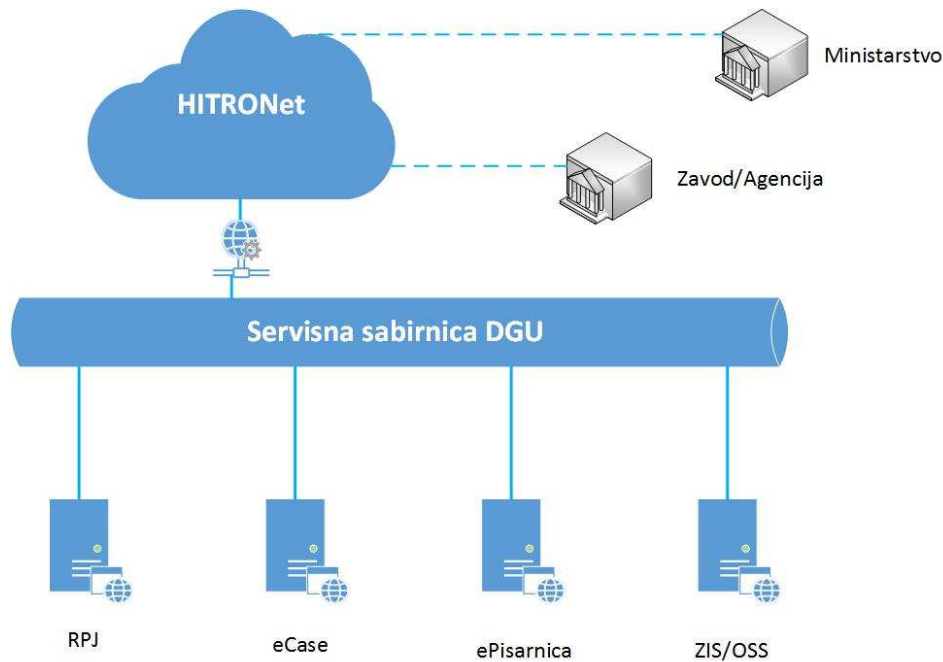 HITRONet
Ministarstvo
Zavod/Agencija
Servisna sabirnica DGU
RPJ
eCase
ePisarnica
ZIS/OSS